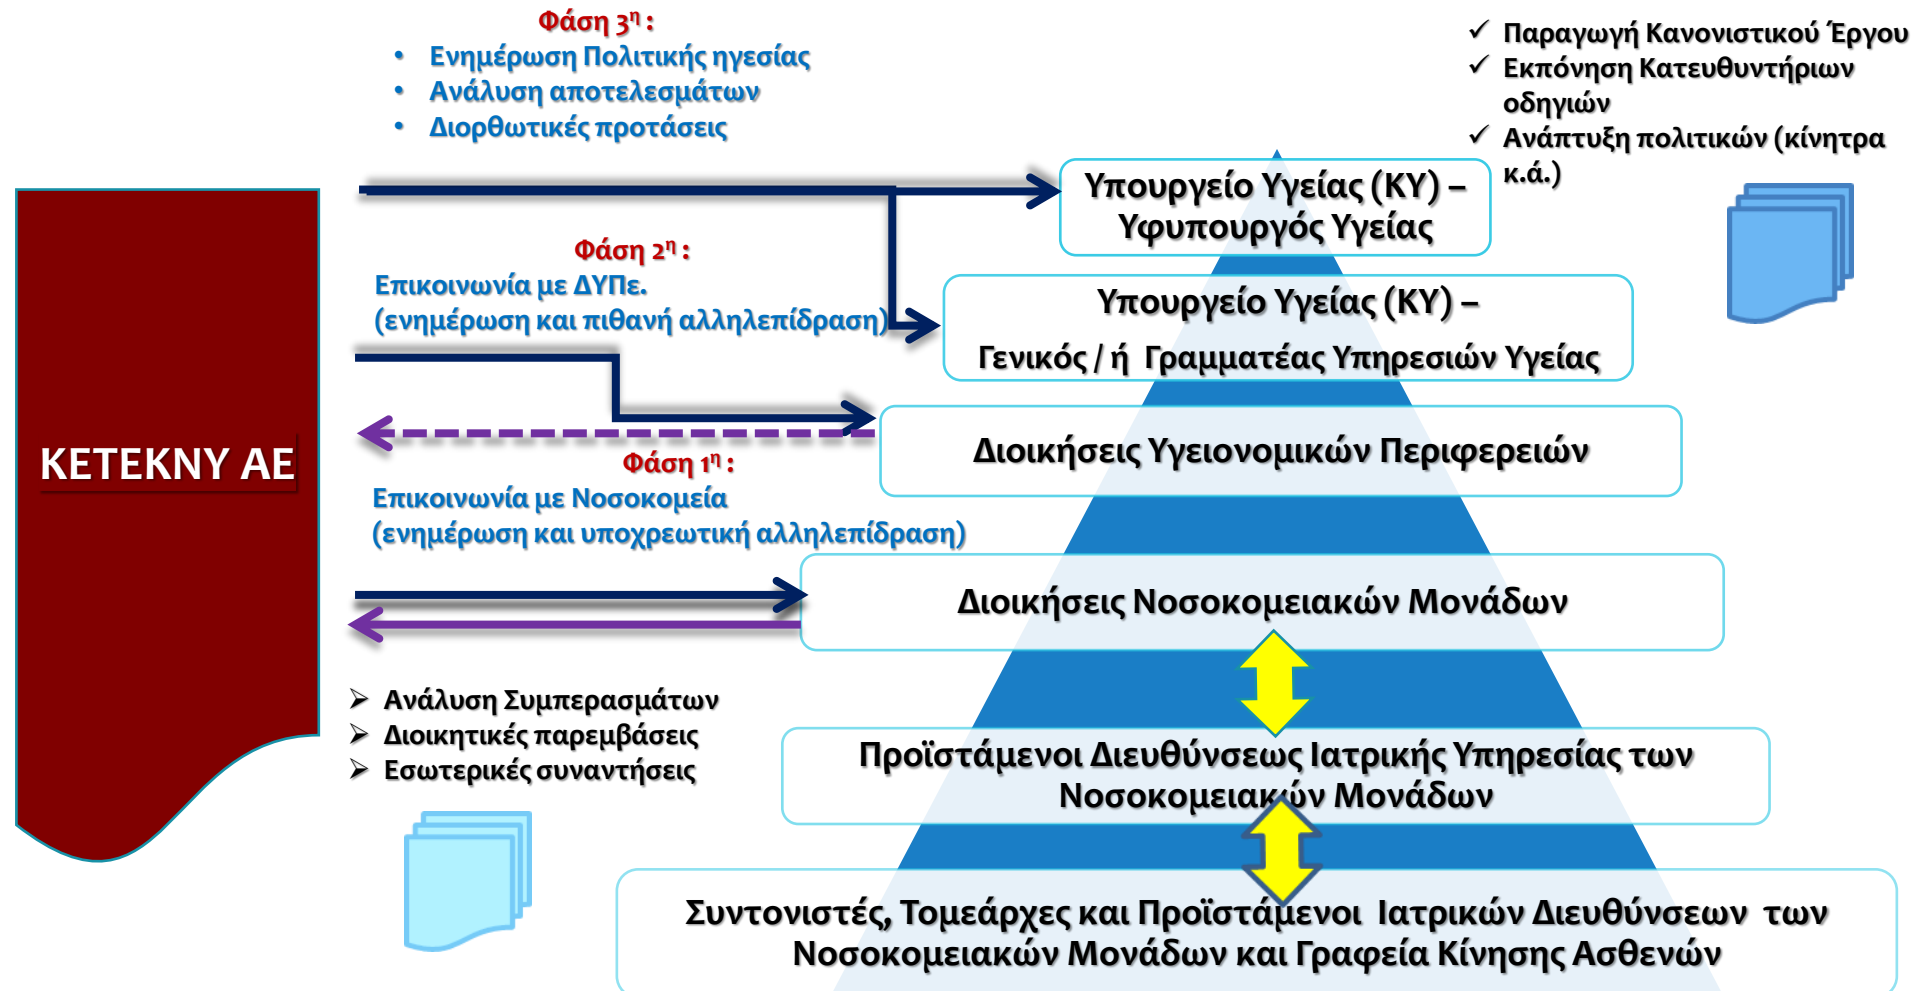 Φάση 3η :
• Ενημέρωση Πολιτικής ηγεσίας
• Ανάλυση αποτελεσμάτων
• Διορθωτικές προτάσεις
✓ Παραγωγή Κανονιστικού Έργου
✓ Εκπόνηση Κατευθυντήριων
οδηγιών
✓ Ανάπτυξη πολιτικών (κίνητρα
κ.ά.)
Υπουργείο Υγείας (ΚΥ) –
Υφυπουργός Υγείας
Φάση 2η :
Επικοινωνία με ΔΥΠε.
(ενημέρωση και πιθανή αλληλεπίδραση)
Υπουργείο Υγείας (ΚΥ) –
Γενικός / ή Γραμματέας Υπηρεσιών Υγείας
ΚΕΤΕΚΝΥ ΑΕ
Διοικήσεις Υγειονομικών Περιφερειών
Φάση 1η :
Επικοινωνία με Νοσοκομεία
(ενημέρωση και υποχρεωτική αλληλεπίδραση)
Διοικήσεις Νοσοκομειακών Μονάδων
➢ Ανάλυση Συμπερασμάτων
➢ Διοικητικές παρεμβάσεις
➢ Εσωτερικές συναντήσεις
Προϊστάμενοι Διευθύνσεως Ιατρικής Υπηρεσίας των
Νοσοκομειακών Μονάδων
Συντονιστές, Τομεάρχες και Προϊστάμενοι Ιατρικών Διευθύνσεων των
Νοσοκομειακών Μονάδων και Γραφεία Κίνησης Ασθενών